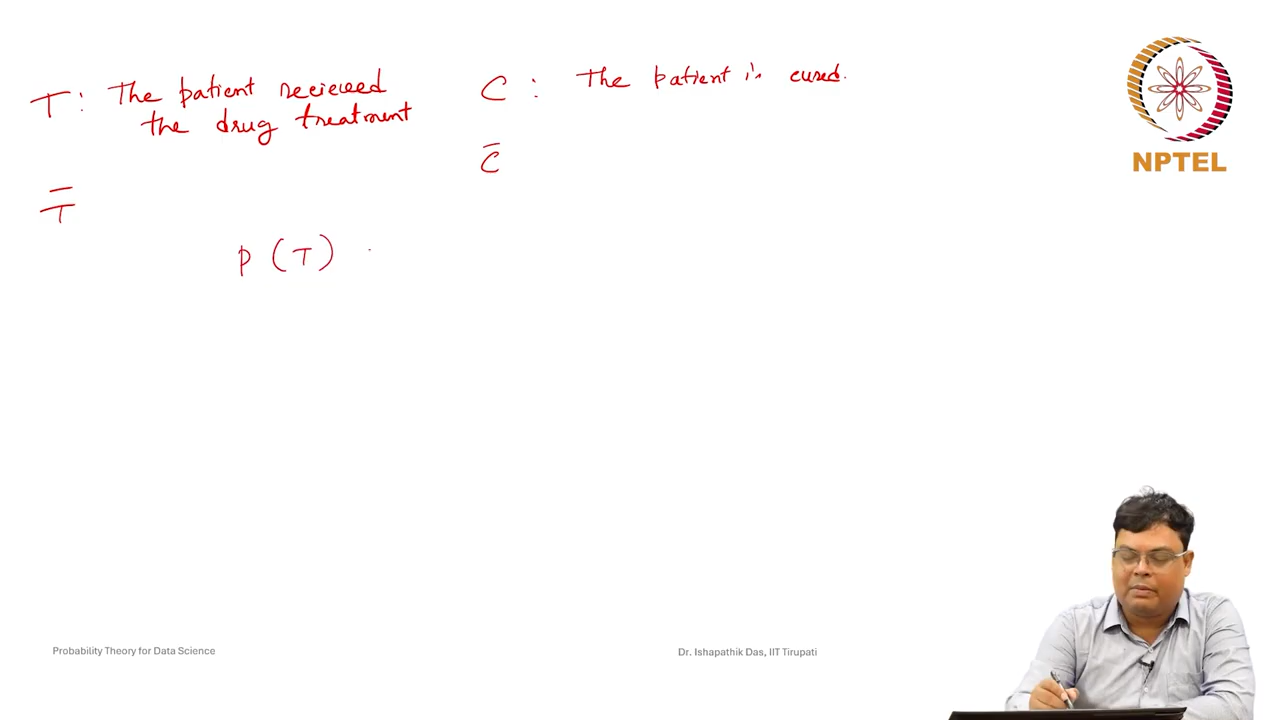 T : The patient recieved
the drug treatment
C : The patient is cured.
C̄
T̄
P (T)
NPTEL
Probability Theory for Data Science
Dr. Ishapathik Das, IIT Tirupati